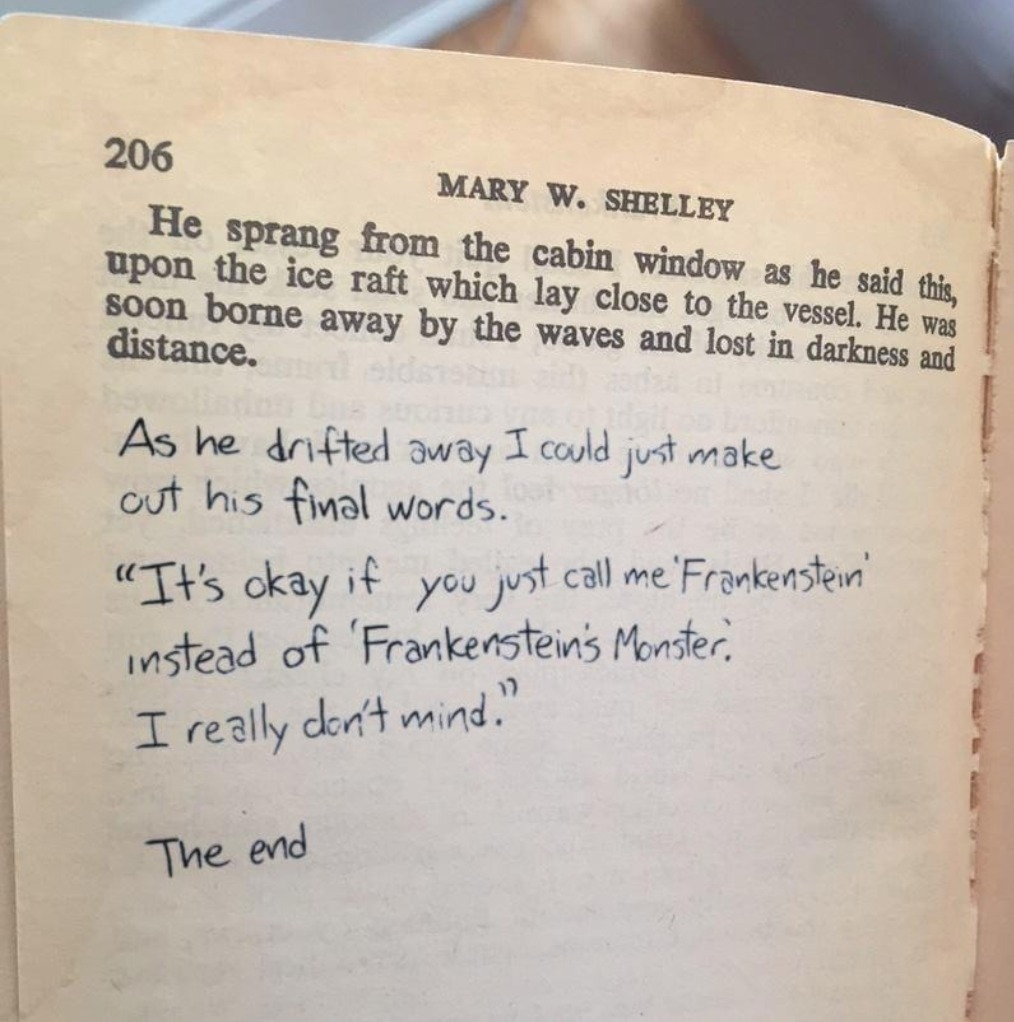 206
MARY W. SHELLEY
He sprang from the cabin window as he said this,
upon the ice raft which lay close to the vessel. He was
soon borne away by the waves and lost in darkness and
distance.
As he drifted away I could just make
out his final words.
"It's okay if you just call me 'Frankenstein'
instead of 'Frankenstein's Monster.'
I really don't mind."
The end